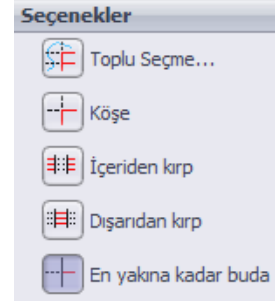 Seçenekler
Toplu Seçme...
Köşe
İçeriden kırp
Dışarıdan kırp
En yakına kadar buda